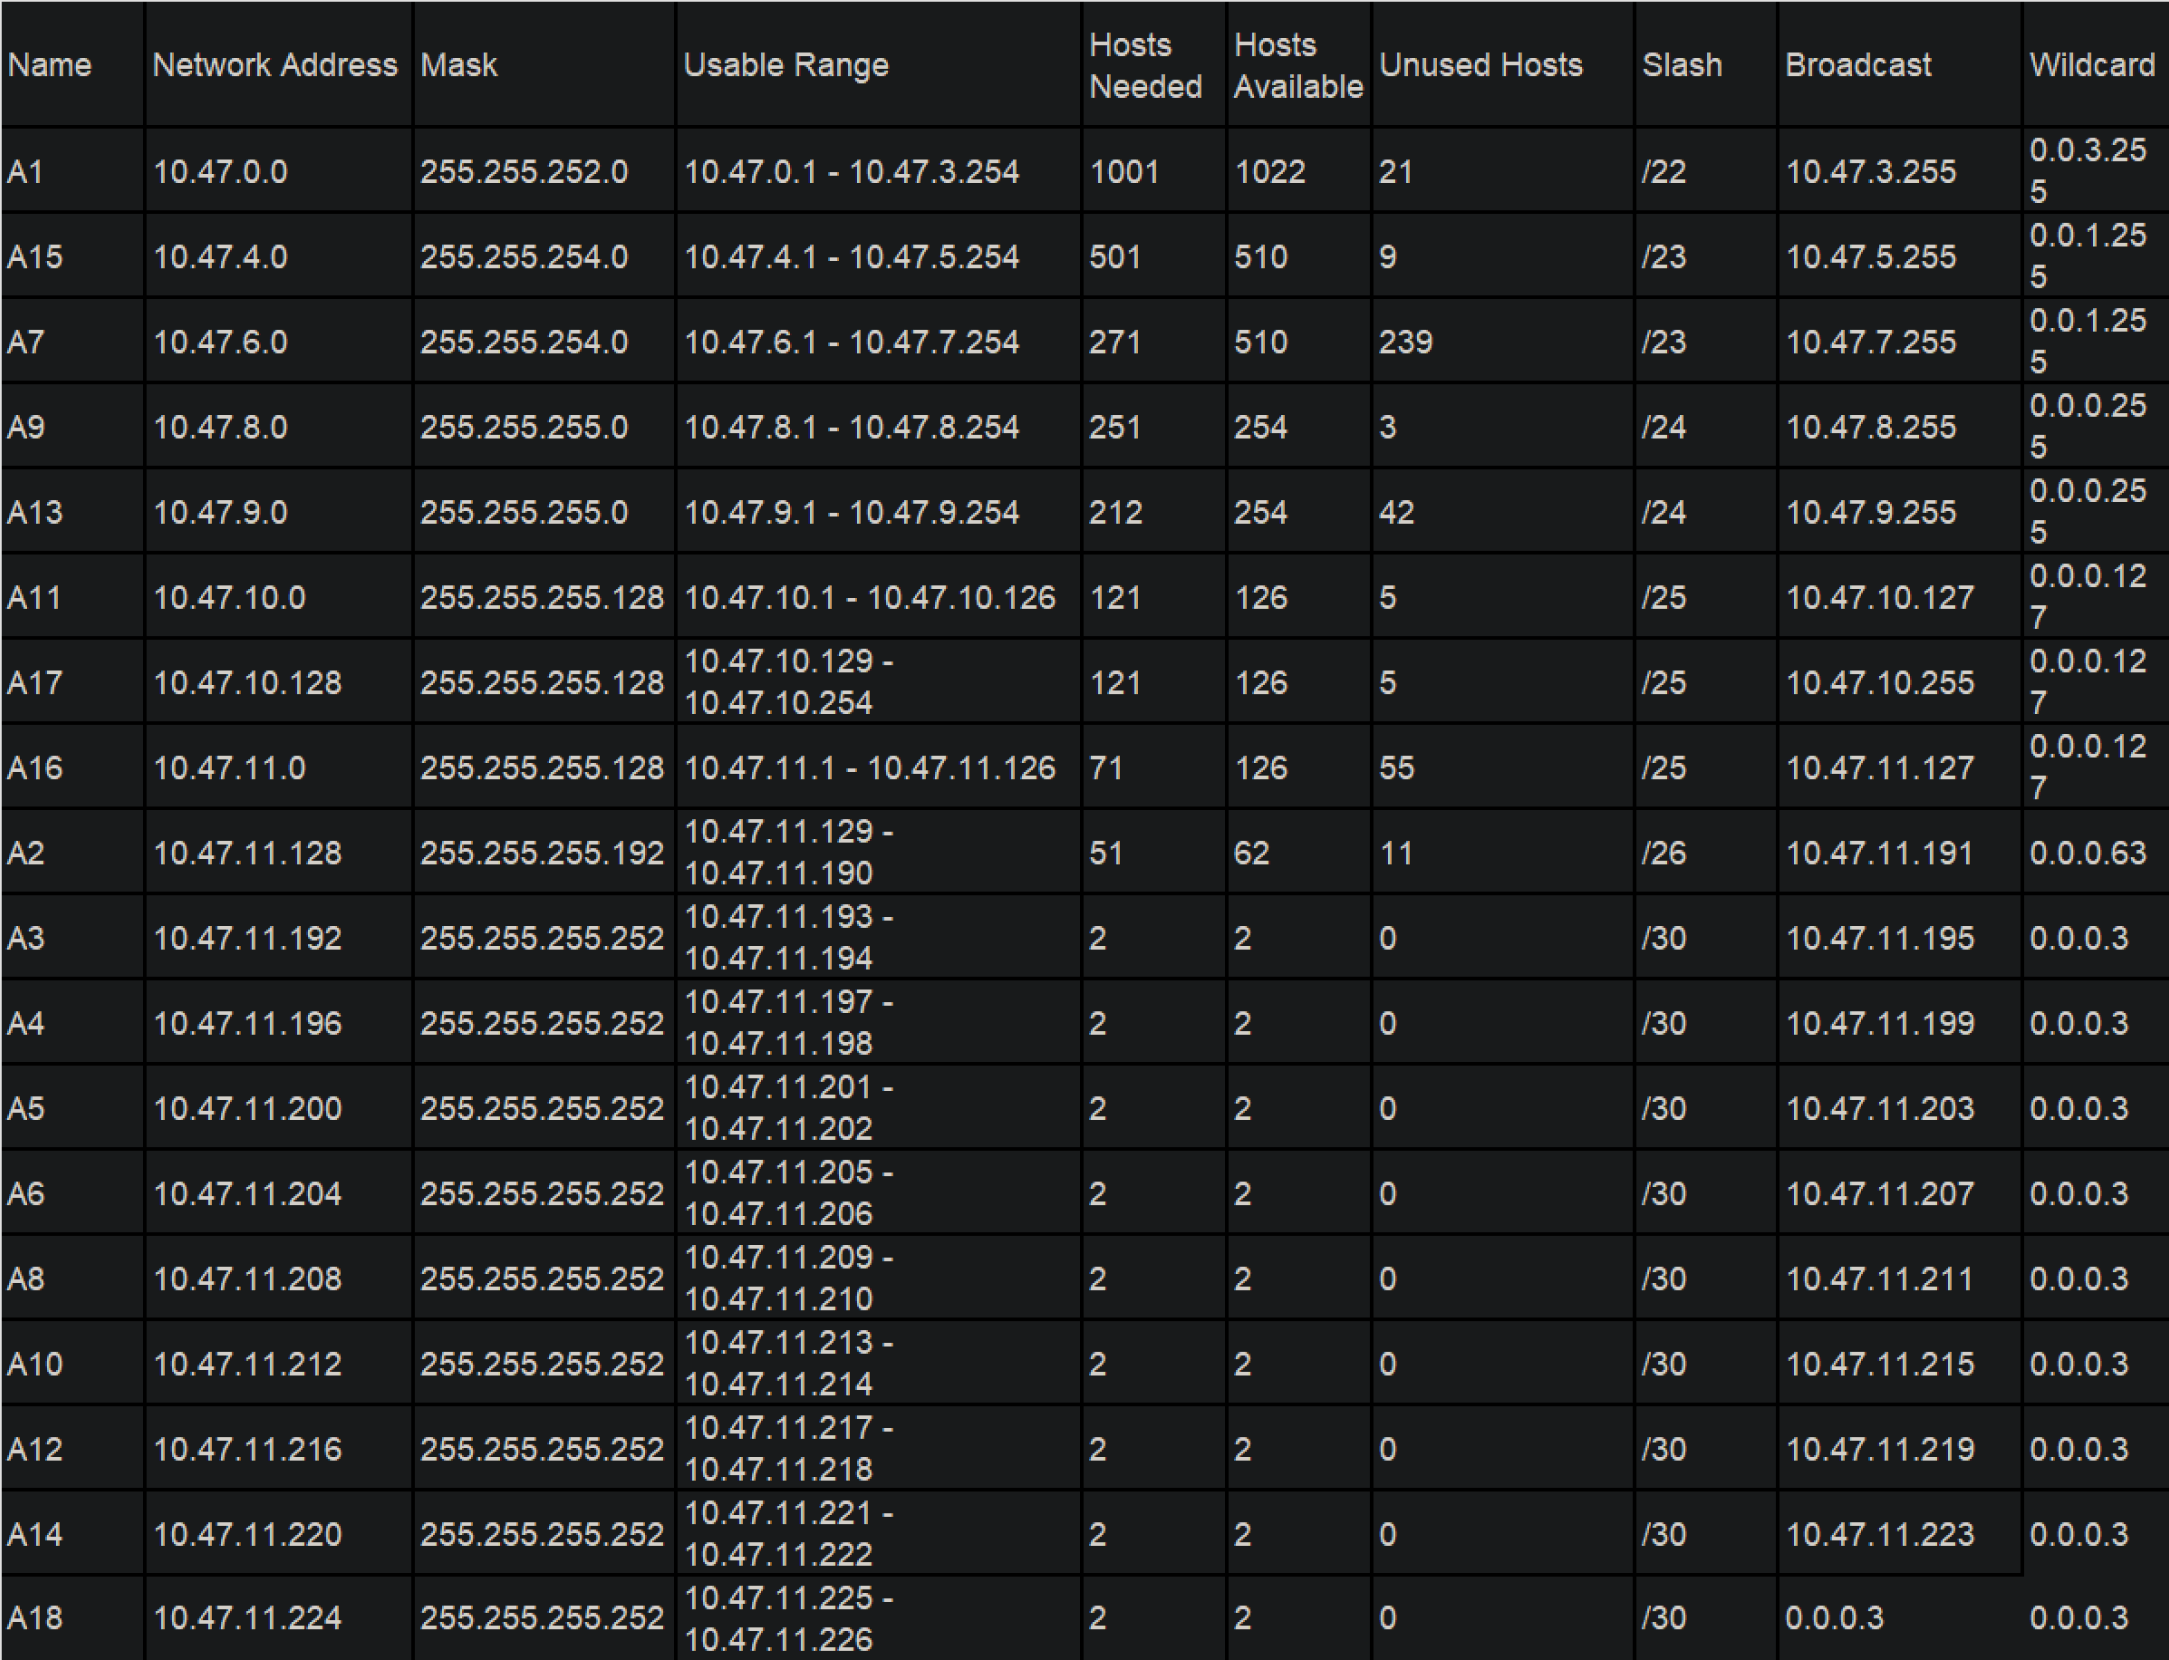 Name Network Address Mask Usable Range Hosts Needed Hosts Available Unused Hosts Slash Broadcast Wildcard
A1 10.47.0.0 255.255.252.0 10.47.0.1 - 10.47.3.254 1001 1022 21 /22 10.47.3.255 0.0.3.255
A15 10.47.4.0 255.255.254.0 10.47.4.1 - 10.47.5.254 501 510 9 /23 10.47.5.255 0.0.1.255
A7 10.47.6.0 255.255.254.0 10.47.6.1 - 10.47.7.254 271 510 239 /23 10.47.7.255 0.0.1.255
A9 10.47.8.0 255.255.255.0 10.47.8.1 - 10.47.8.254 251 254 3 /24 10.47.8.255 0.0.0.255
A13 10.47.9.0 255.255.255.0 10.47.9.1 - 10.47.9.254 212 254 42 /24 10.47.9.255 0.0.0.255
A11 10.47.10.0 255.255.255.128 10.47.10.1 - 10.47.10.126 121 126 5 /25 10.47.10.127 0.0.0.127
A17 10.47.10.128 255.255.255.128 10.47.10.129 - 10.47.10.254 121 126 5 /25 10.47.10.255 0.0.0.127
A16 10.47.11.0 255.255.255.128 10.47.11.1 - 10.47.11.126 71 126 55 /25 10.47.11.127 0.0.0.127
A2 10.47.11.128 255.255.255.192 10.47.11.129 - 10.47.11.190 51 62 11 /26 10.47.11.191 0.0.0.63
A3 10.47.11.192 255.255.255.252 10.47.11.193 - 10.47.11.194 2 2 0 /30 10.47.11.195 0.0.0.3
A4 10.47.11.196 255.255.255.252 10.47.11.197 - 10.47.11.198 2 2 0 /30 10.47.11.199 0.0.0.3
A5 10.47.11.200 255.255.255.252 10.47.11.201 - 10.47.11.202 2 2 0 /30 10.47.11.203 0.0.0.3
A6 10.47.11.204 255.255.255.252 10.47.11.205 - 10.47.11.206 2 2 0 /30 10.47.11.207 0.0.0.3
A8 10.47.11.208 255.255.255.252 10.47.11.209 - 10.47.11.210 2 2 0 /30 10.47.11.211 0.0.0.3
A10 10.47.11.212 255.255.255.252 10.47.11.213 - 10.47.11.214 2 2 0 /30 10.47.11.215 0.0.0.3
A12 10.47.11.216 255.255.255.252 10.47.11.217 - 10.47.11.218 2 2 0 /30 10.47.11.219 0.0.0.3
A14 10.47.11.220 255.255.255.252 10.47.11.221 - 10.47.11.222 2 2 0 /30 10.47.11.223 0.0.0.3
A18 10.47.11.224 255.255.255.252 10.47.11.225 - 10.47.11.226 2 2 0 /30 0.0.0.3 0.0.0.3